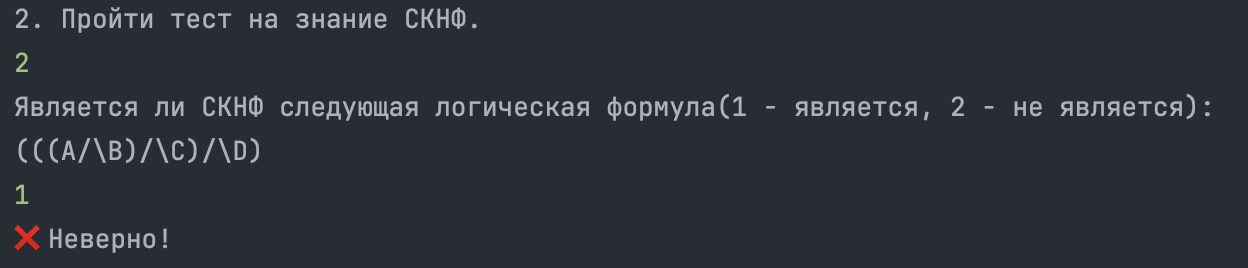 2. Пройти тест на знание СКНФ.
2
Является ли СКНФ следующая логическая формула(1 - является, 2 - не является):
(((A/\B)/\C)/\D)
1
❌ Неверно!